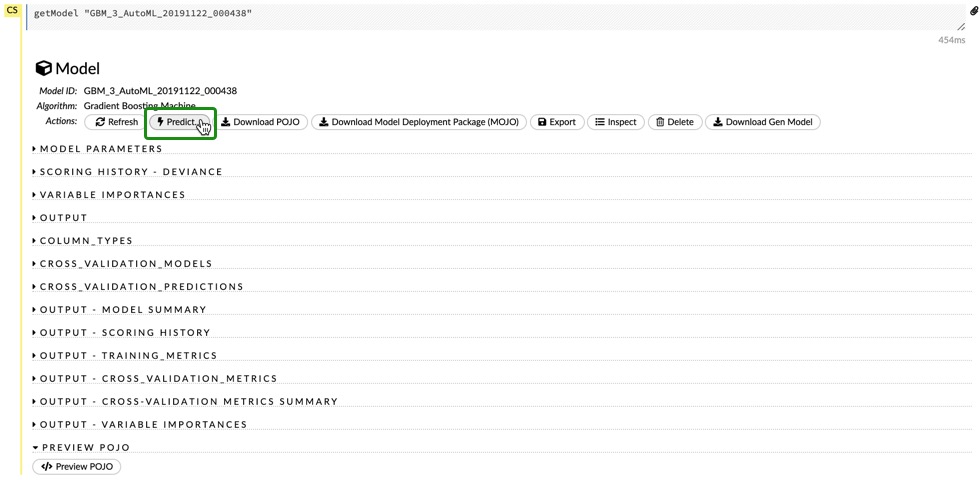 CS
getModel "GBM_3_AutoML_20191122_000438"
454ms
Model
Model ID: GBM_3_AutoML_20191122_000438
Algorithm: Gradient Boosting Machine
Actions: Refresh Predict... Download POJO Download Model Deployment Package (MOJO) Export Inspect Delete Download Gen Model
MODEL PARAMETERS
SCORING HISTORY - DEVIANCE
VARIABLE IMPORTANCES
OUTPUT
COLUMN_TYPES
CROSS_VALIDATION_MODELS
CROSS_VALIDATION_PREDICTIONS
OUTPUT - MODEL SUMMARY
OUTPUT - SCORING HISTORY
OUTPUT - TRAINING_METRICS
OUTPUT - CROSS_VALIDATION_METRICS
OUTPUT - CROSS-VALIDATION METRICS SUMMARY
OUTPUT - VARIABLE IMPORTANCES
PREVIEW POJO
Preview POJO